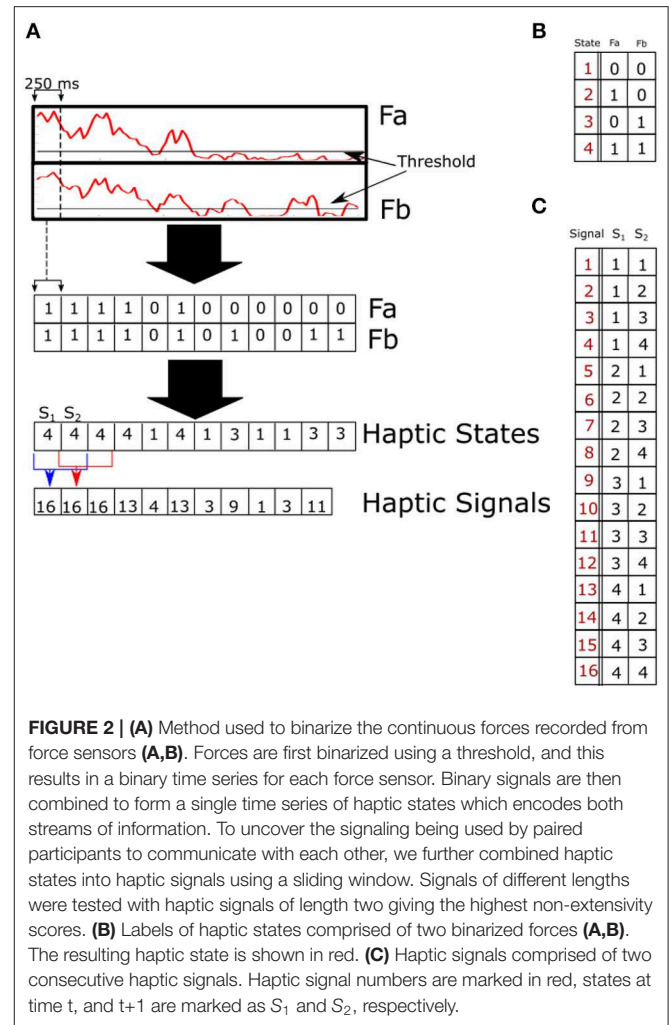 A
250 ms
Fa
Threshold
Fb
1 1 1 1 0 1 0 0 0 0 0 0 Fa
1 1 1 1 0 1 0 1 0 0 1 1 Fb
S1 S2
4 4 4 4 1 4 1 3 1 1 3 3 Haptic States
16 16 16 13 4 13 3 9 1 3 11 Haptic Signals
B
State Fa Fb
1 0 0
2 1 0
3 0 1
4 1 1
C
Signal S1 S2
1 1 1
2 1 2
3 1 3
4 1 4
5 2 1
6 2 2
7 2 3
8 2 4
9 3 1
10 3 2
11 3 3
12 3 4
13 4 1
14 4 2
15 4 3
16 4 4
FIGURE 2 | (A) Method used to binarize the continuous forces recorded from
force sensors (A,B). Forces are first binarized using a threshold, and this
results in a binary time series for each force sensor. Binary signals are then
combined to form a single time series of haptic states which encodes both
streams of information. To uncover the signaling being used by paired
participants to communicate with each other, we further combined haptic
states into haptic signals using a sliding window. Signals of different lengths
were tested with haptic signals of length two giving the highest non-extensivity
scores. (B) Labels of haptic states comprised of two binarized forces (A,B).
The resulting haptic state is shown in red. (C) Haptic signals comprised of two
consecutive haptic signals. Haptic signal numbers are marked in red, states at
time t, and t+1 are marked as S1 and S2, respectively.